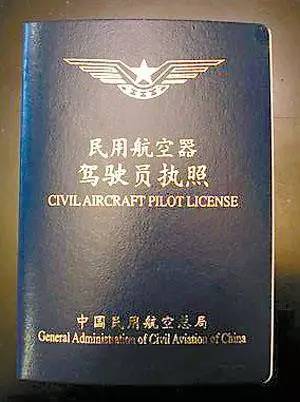 民用航空器
驾驶员执照
CIVIL AIRCRAFT PILOT LICENSE
中国民用航空总局
General Administration of Civil Aviation of China